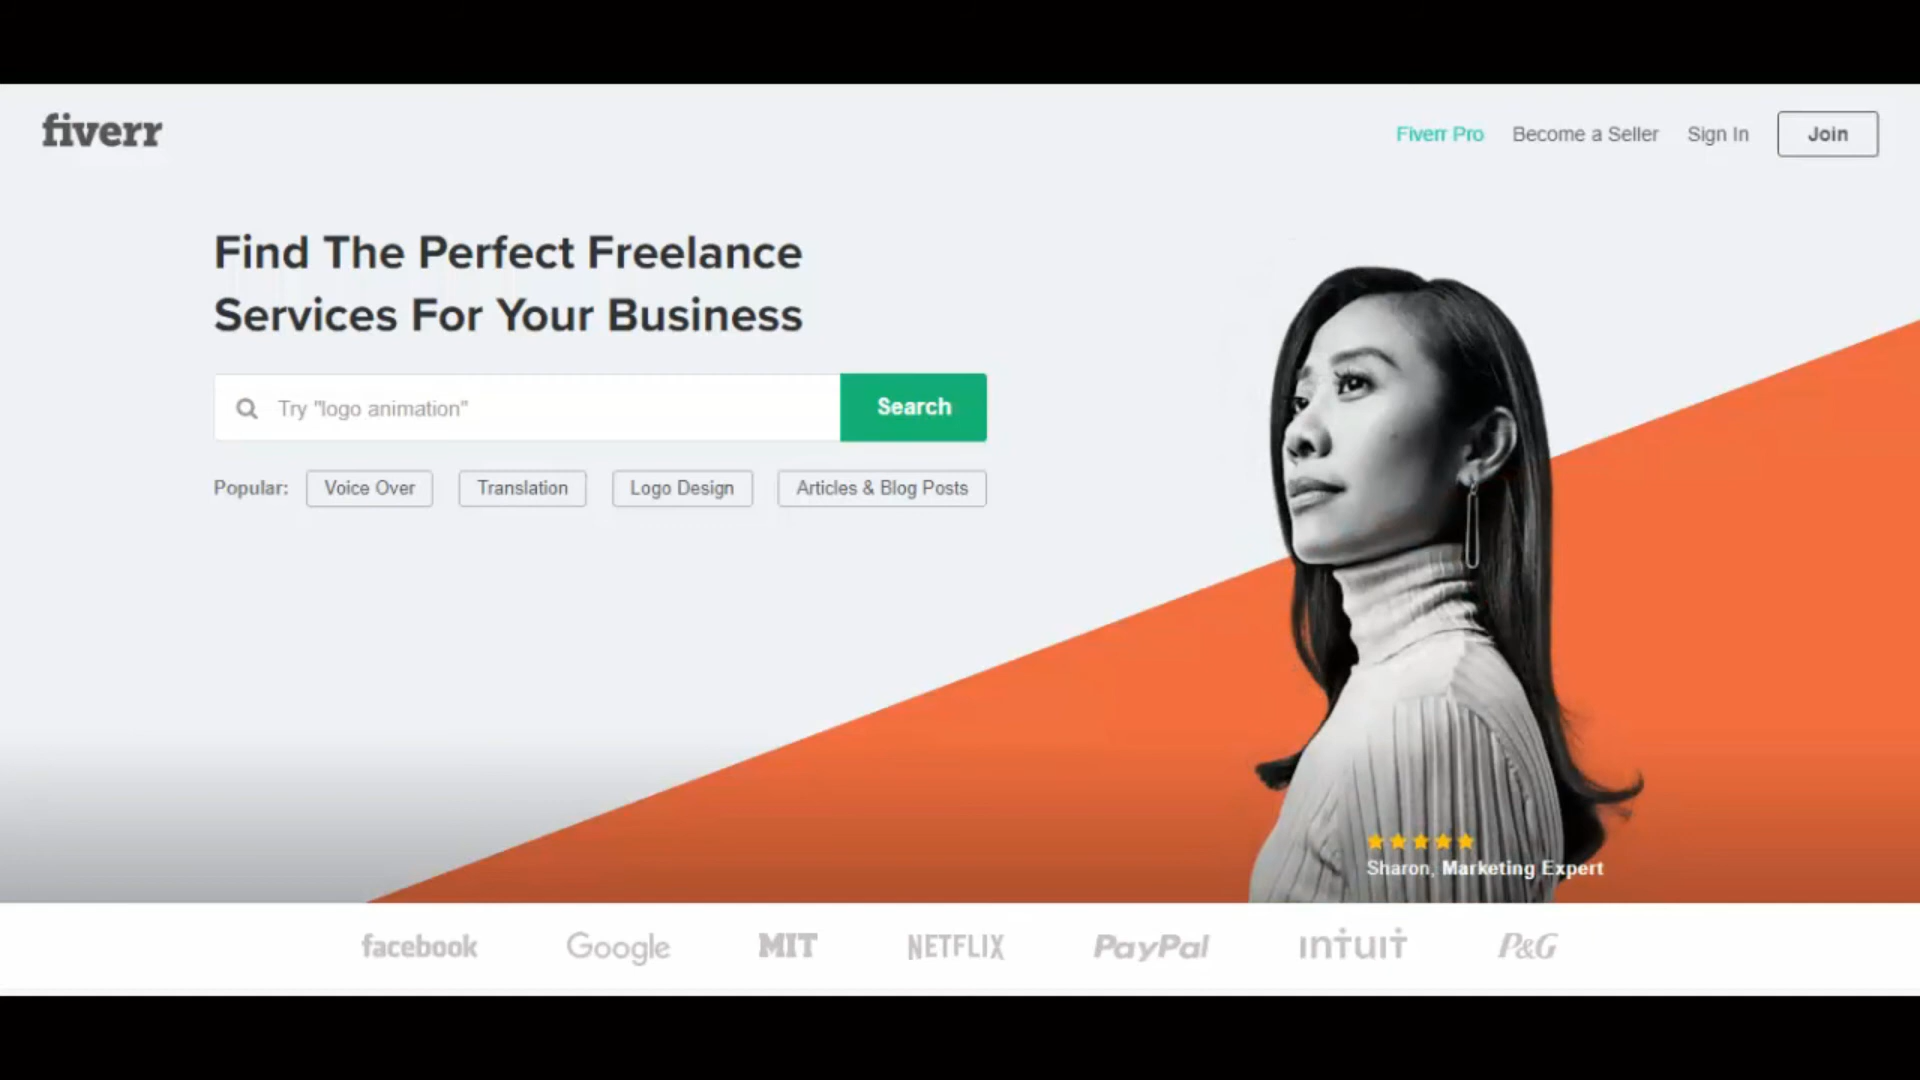 fiverr
Fiverr Pro
Become a Seller
Sign In
Join
Find The Perfect Freelance
Services For Your Business
Try "logo animation"
Search
Popular:
Voice Over
Translation
Logo Design
Articles & Blog Posts
Sharon, Marketing Expert
facebook
Google
MIT
NETFLIX
PayPal
intuit
P&G